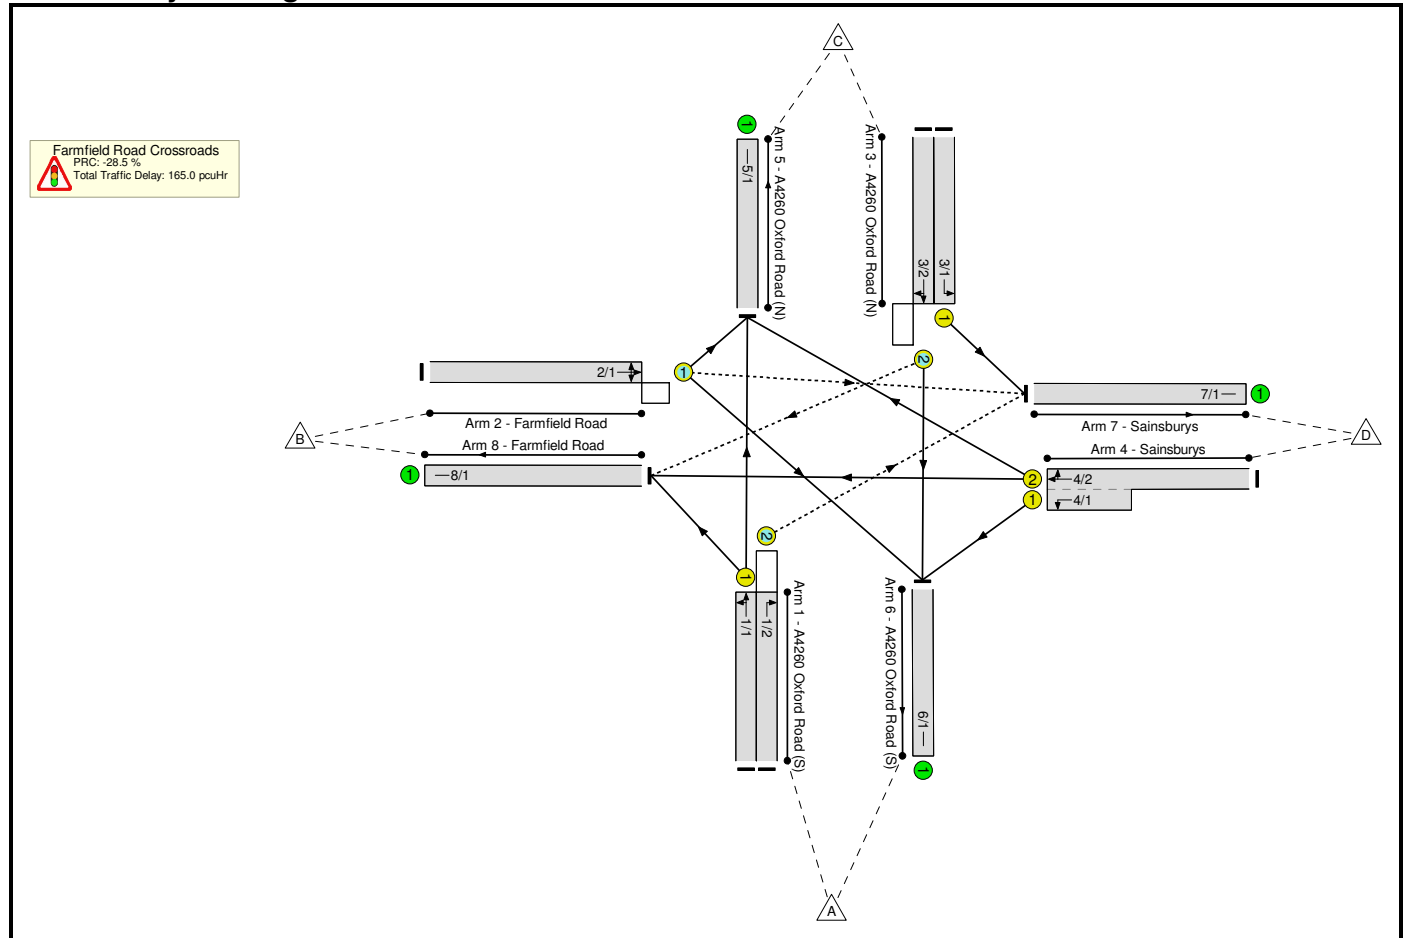 C
Farmfield Road Crossroads
PRC: -28.5 %
Total Traffic Delay: 165.0 pcuHr
1
5/1
Arm 5 - A4260 Oxford Road (N)
Arm 3 - A4260 Oxford Road (N)
3/2
3/1
1
2
2/1
1
Arm 2 - Farmfield Road
B
Arm 8 - Farmfield Road
1
8/1
7/1
1
Arm 7 - Sainsburys
D
Arm 4 - Sainsburys
2
4/2
1
4/1
2
1
1/1
1/2
Arm 1 - A4260 Oxford Road (S)
Arm 6 - A4260 Oxford Road (S)
6/1
1
A